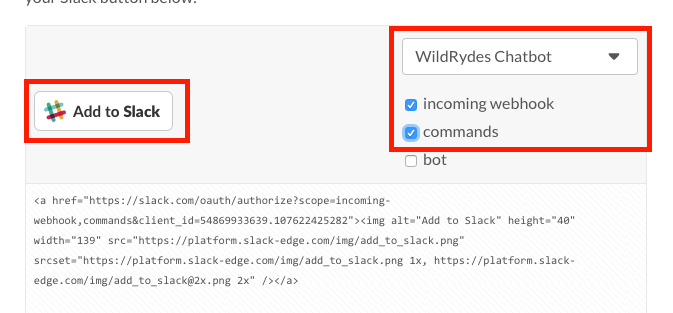 your Slack button below.
WildRydes Chatbot
Add to Slack
incoming webhook
commands
bot
<a href="https://slack.com/oauth/authorize?scope=incoming-
webhook,commands&client_id=54869933639.107622425282"><img alt="Add to Slack" height="40"
width="139" src="https://platform.slack-edge.com/img/add_to_slack.png"
srcset="https://platform.slack-edge.com/img/add_to_slack.png 1x, https://platform.slack-
edge.com/img/add_to_slack@2x.png 2x" /></a>